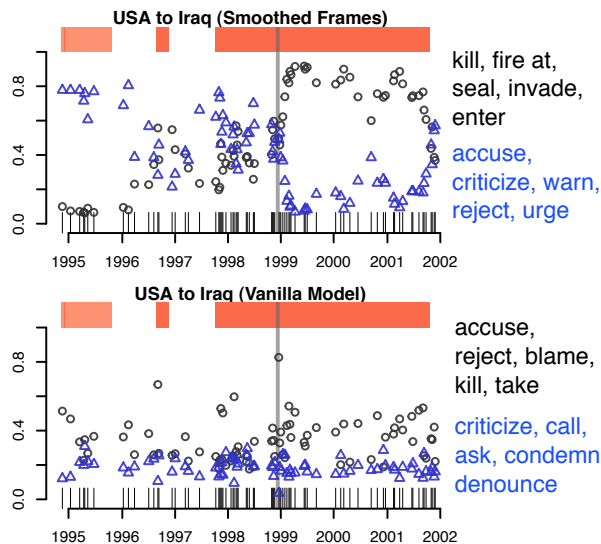 USA to Iraq (Smoothed Frames)
0.8
0.4
0.0
kill, fire at,
seal, invade,
enter
accuse,
criticize, warn,
reject, urge
1995 1996 1997 1998 1999 2000 2001 2002
USA to Iraq (Vanilla Model)
0.8
0.4
0.0
accuse,
reject, blame,
kill, take
criticize, call,
ask, condemn
denounce
1995 1996 1997 1998 1999 2000 2001 2002